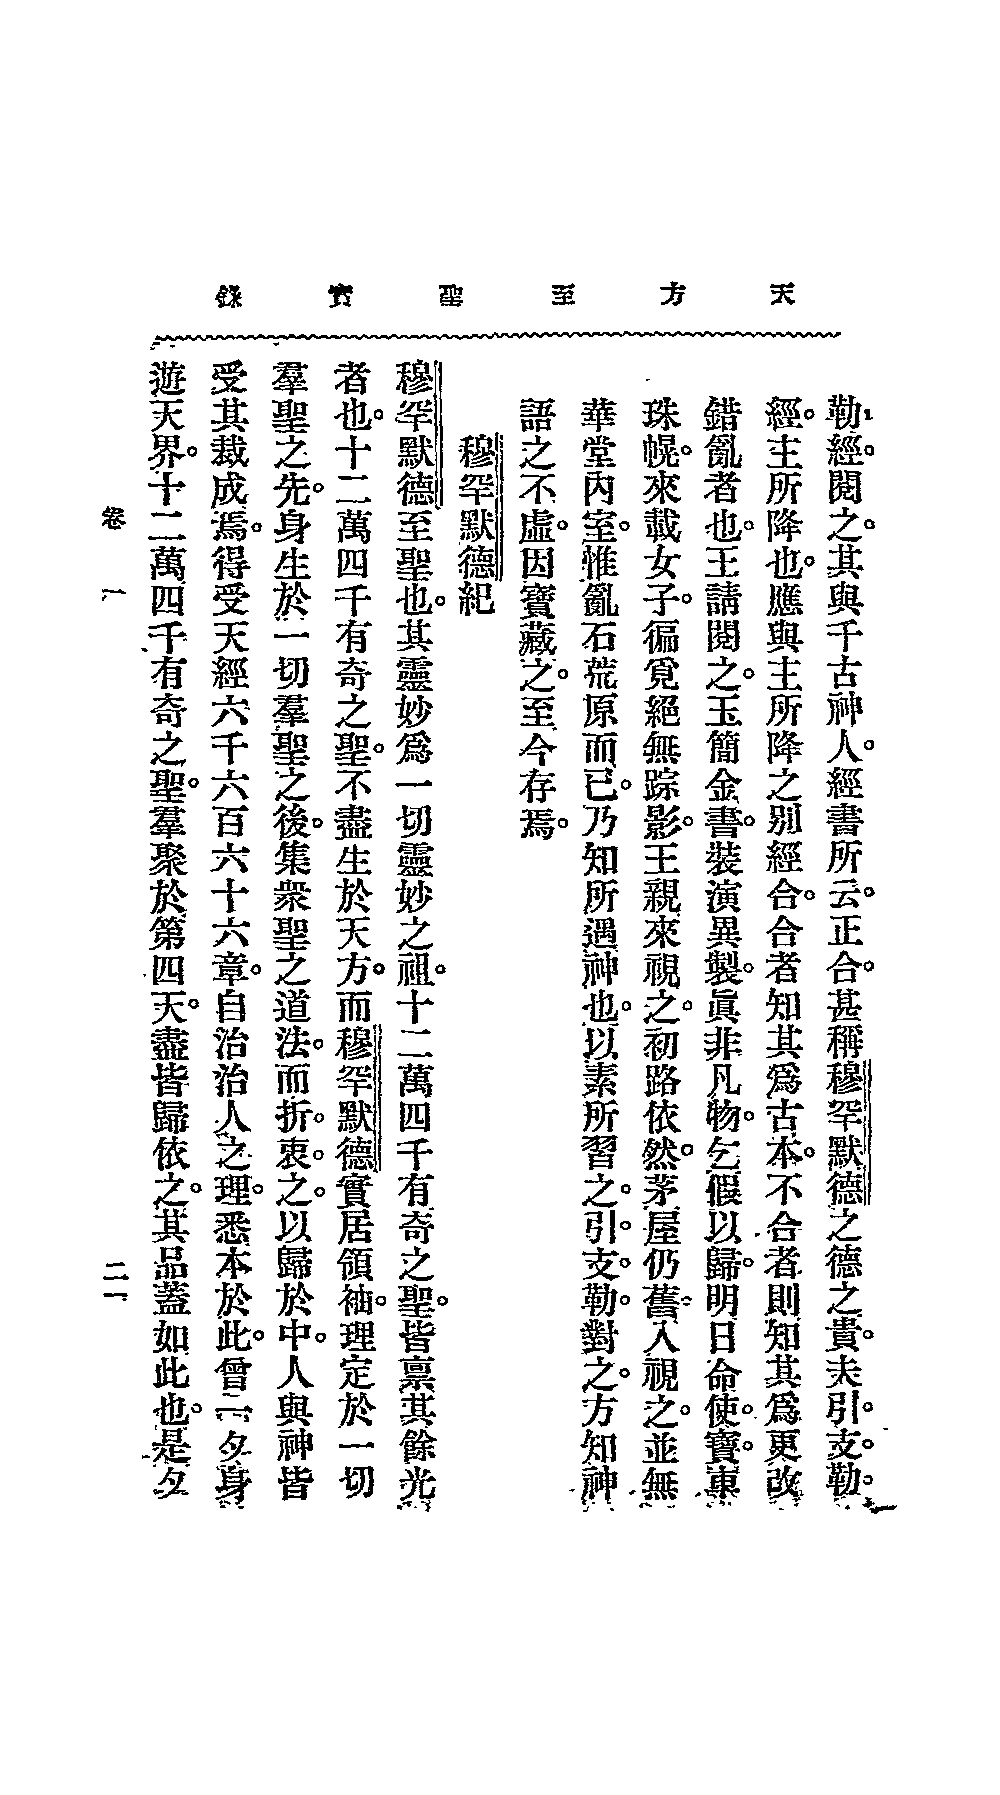 天方至聖實錄
勒經。閱之。其與千古神人。經書所云。正合。甚稱穆罕默德之德之貴。夫引。支。勒。
經。主所降也。應與主所降之別經合。合者知其爲古本。不合者則知其爲更改
錯亂者也。王請閱之。玉簡金書。裝演異製。眞非凡物。乞假以歸。明日命使。寶東
珠幌。來載女子。徧覓絕無踪影。王親來視之。初路依然。茅屋仍舊。入視之。並無
華堂內室。惟亂石荒原而已。乃知所遇神也。以素所習之。引。支。勒。對之。方知神
語之不虛。因寶藏之。至今存焉。
穆罕默德紀
穆罕默德至聖也。其靈妙爲一切靈妙之祖。十二萬四千有奇之聖。皆禀其餘光
者也。十二萬四千有奇之聖。不盡生於天方。而穆罕默德實居領袖。理定於一切
羣聖之先。身生於一切羣聖之後。集衆聖之道法。而折。衷。之。以歸於中。人與神皆
受其裁成焉。得受天經六千六百六十六章。自治治人之理。悉本於此。曾一夕身
遊天界。十二萬四千有奇之聖。羣聚於第四天。盡皆歸依之。其品蓋如此也。是夕
卷一
二一